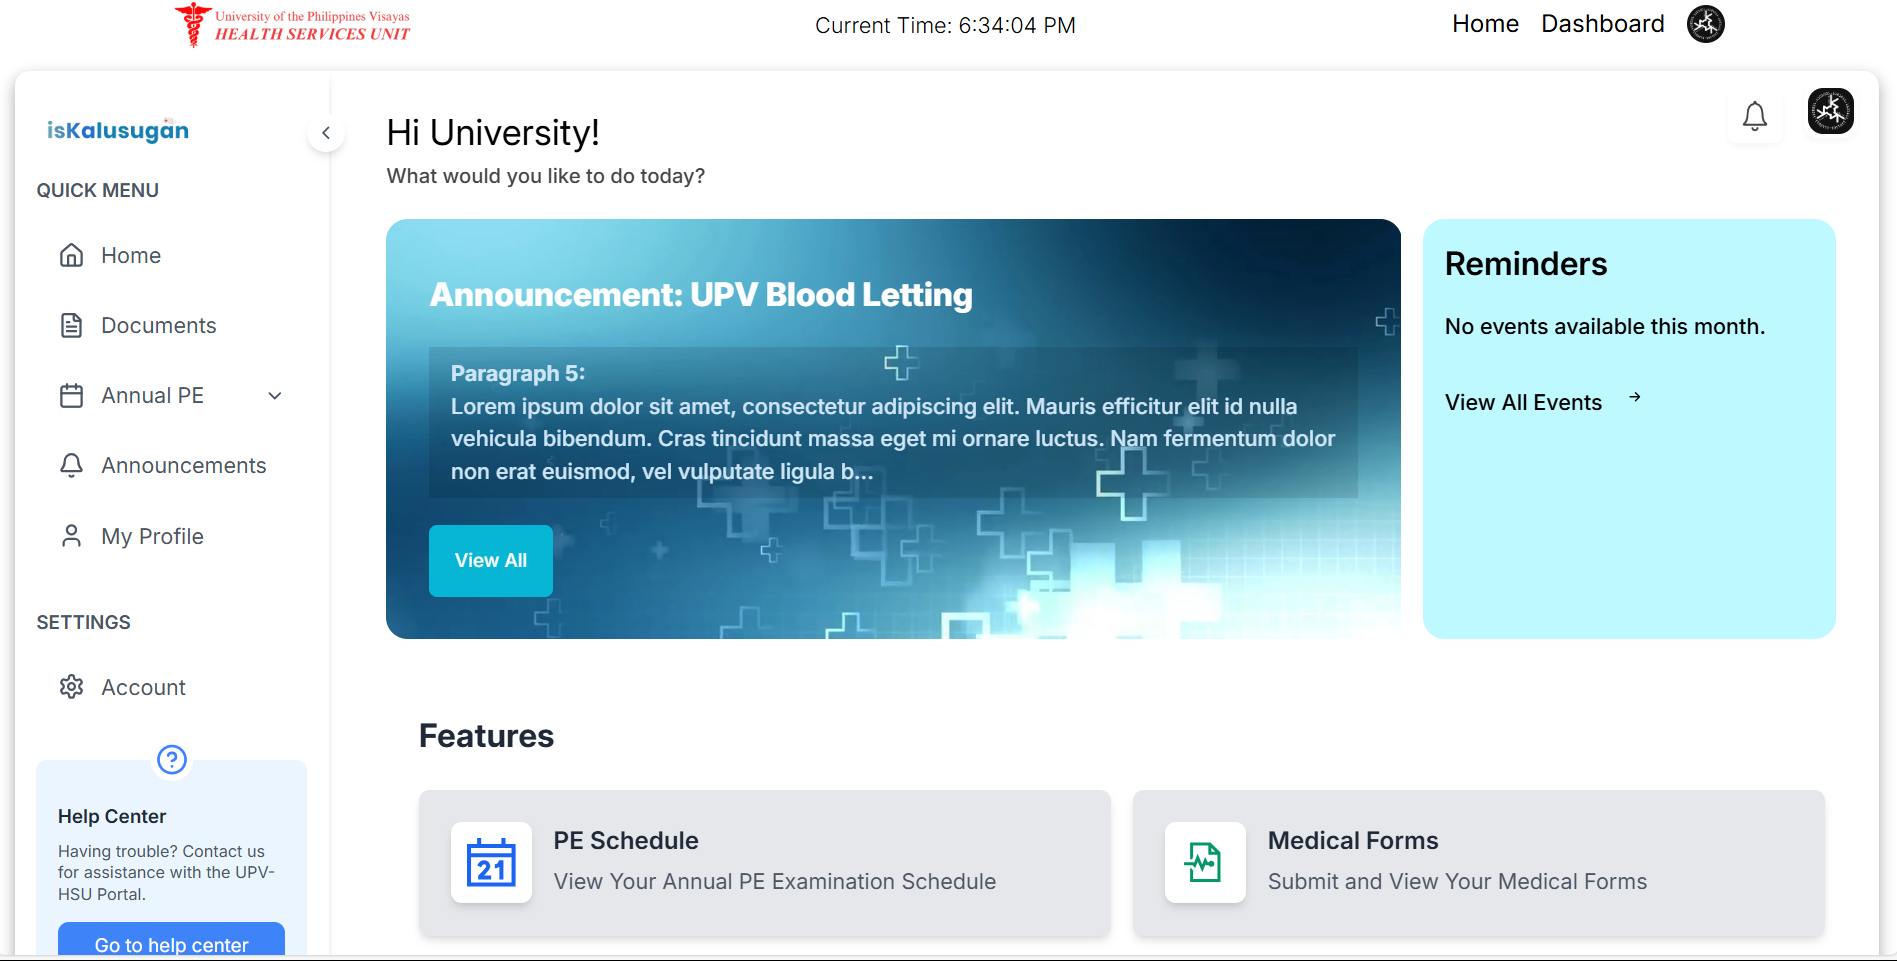 University of the Philippines Visayas
HEALTH SERVICES UNIT
Current Time: 6:34:04 PM
Home Dashboard
isKalusugan
QUICK MENU
Home
Documents
Annual PE
Announcements
My Profile
SETTINGS
Account
Help Center
Having trouble? Contact us
for assistance with the UPV-
HSU Portal.
Go to help center
Hi University!
What would you like to do today?
Announcement: UPV Blood Letting
Paragraph 5:
Lorem ipsum dolor sit amet, consectetur adipiscing elit. Mauris efficitur elit id nulla
vehicula bibendum. Cras tincidunt massa eget mi ornare luctus. Nam fermentum dolor
non erat euismod, vel vulputate ligula b...
View All
Reminders
No events available this month.
View All Events →
Features
21
PE Schedule
View Your Annual PE Examination Schedule
Medical Forms
Submit and View Your Medical Forms